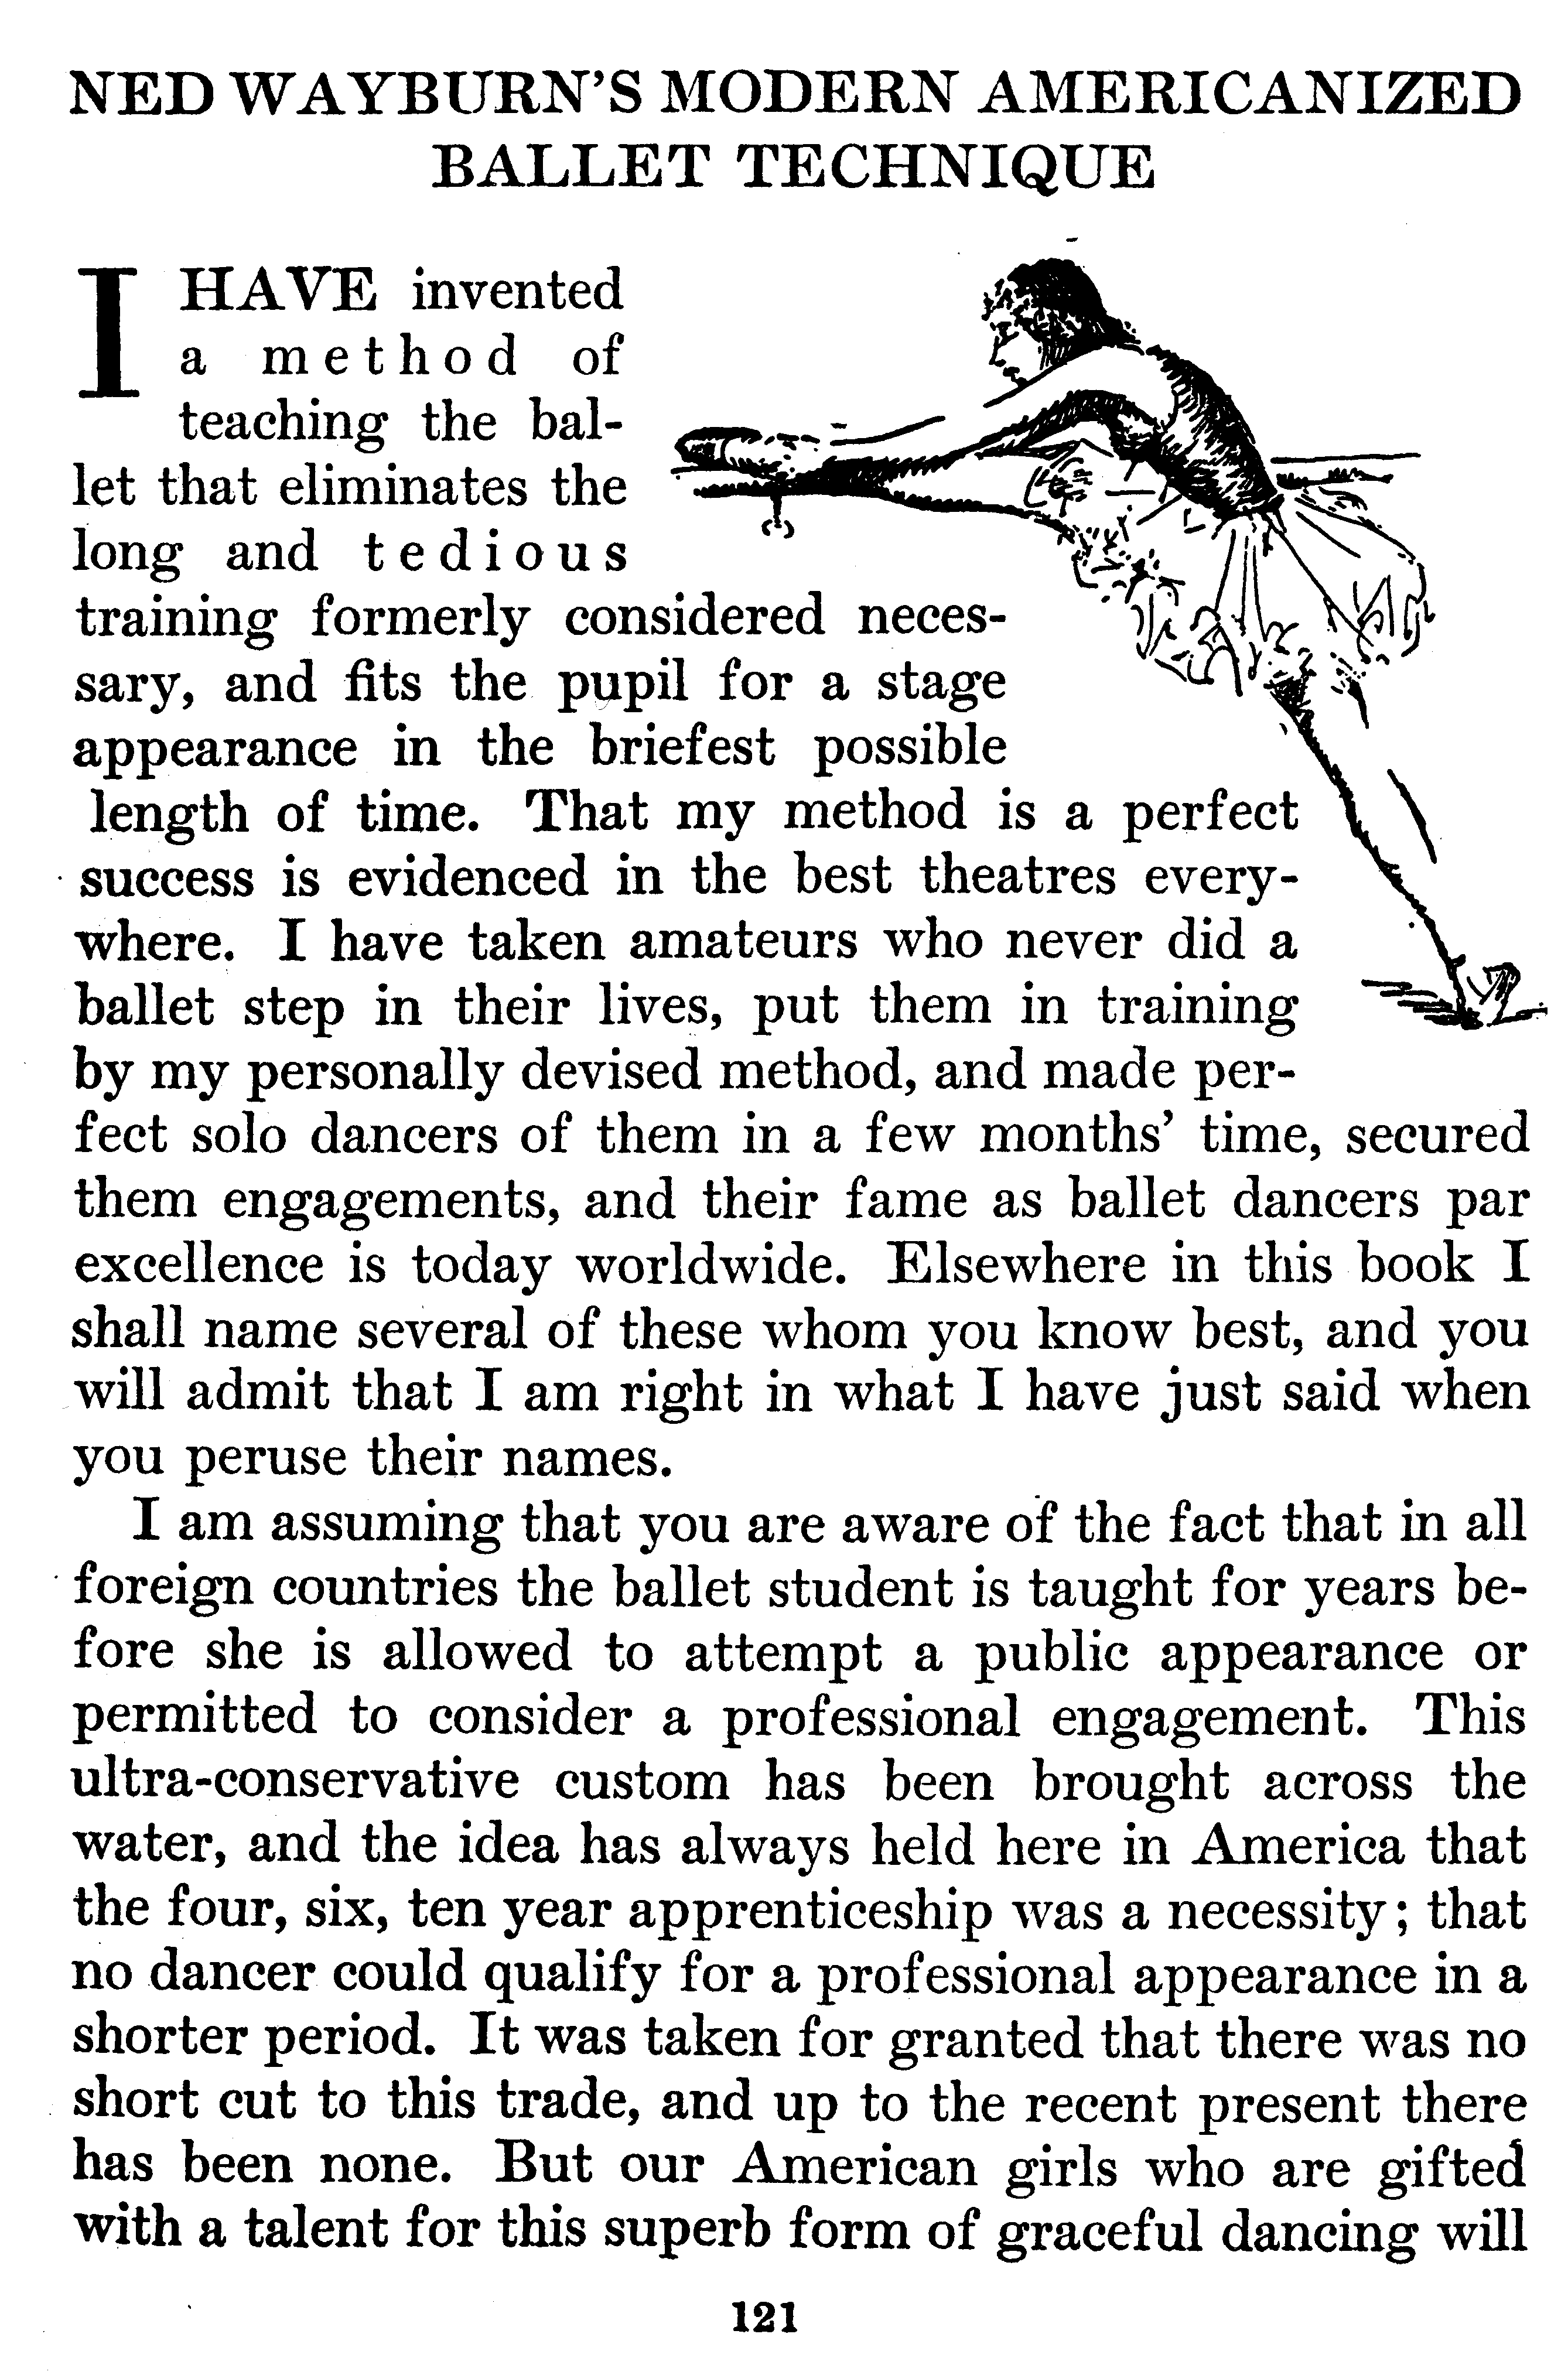 NED WAYBURN'S MODERN AMERICANIZED
BALLET TECHNIQUE
I HAVE invented
a method of
teaching the bal-
let that eliminates the
long and tedious
training formerly considered neces-
sary, and fits the pupil for a stage
appearance in the briefest possible
length of time. That my method is a perfect
success is evidenced in the best theatres every-
where. I have taken amateurs who never did a
ballet step in their lives, put them in training
by my personally devised method, and made per-
fect solo dancers of them in a few months' time, secured
them engagements, and their fame as ballet dancers par
excellence is today worldwide. Elsewhere in this book I
shall name several of these whom you know best, and you
will admit that I am right in what I have just said when
you peruse their names.
I am assuming that you are aware of the fact that in all
foreign countries the ballet student is taught for years be-
fore she is allowed to attempt a public appearance or
permitted to consider a professional engagement. This
ultra-conservative custom has been brought across the
water, and the idea has always held here in America that
the four, six, ten year apprenticeship was a necessity; that
no dancer could qualify for a professional appearance in a
shorter period. It was taken for granted that there was no
short cut to this trade, and up to the recent present there
has been none. But our American girls who are gifted
with a talent for this superb form of graceful dancing will
121